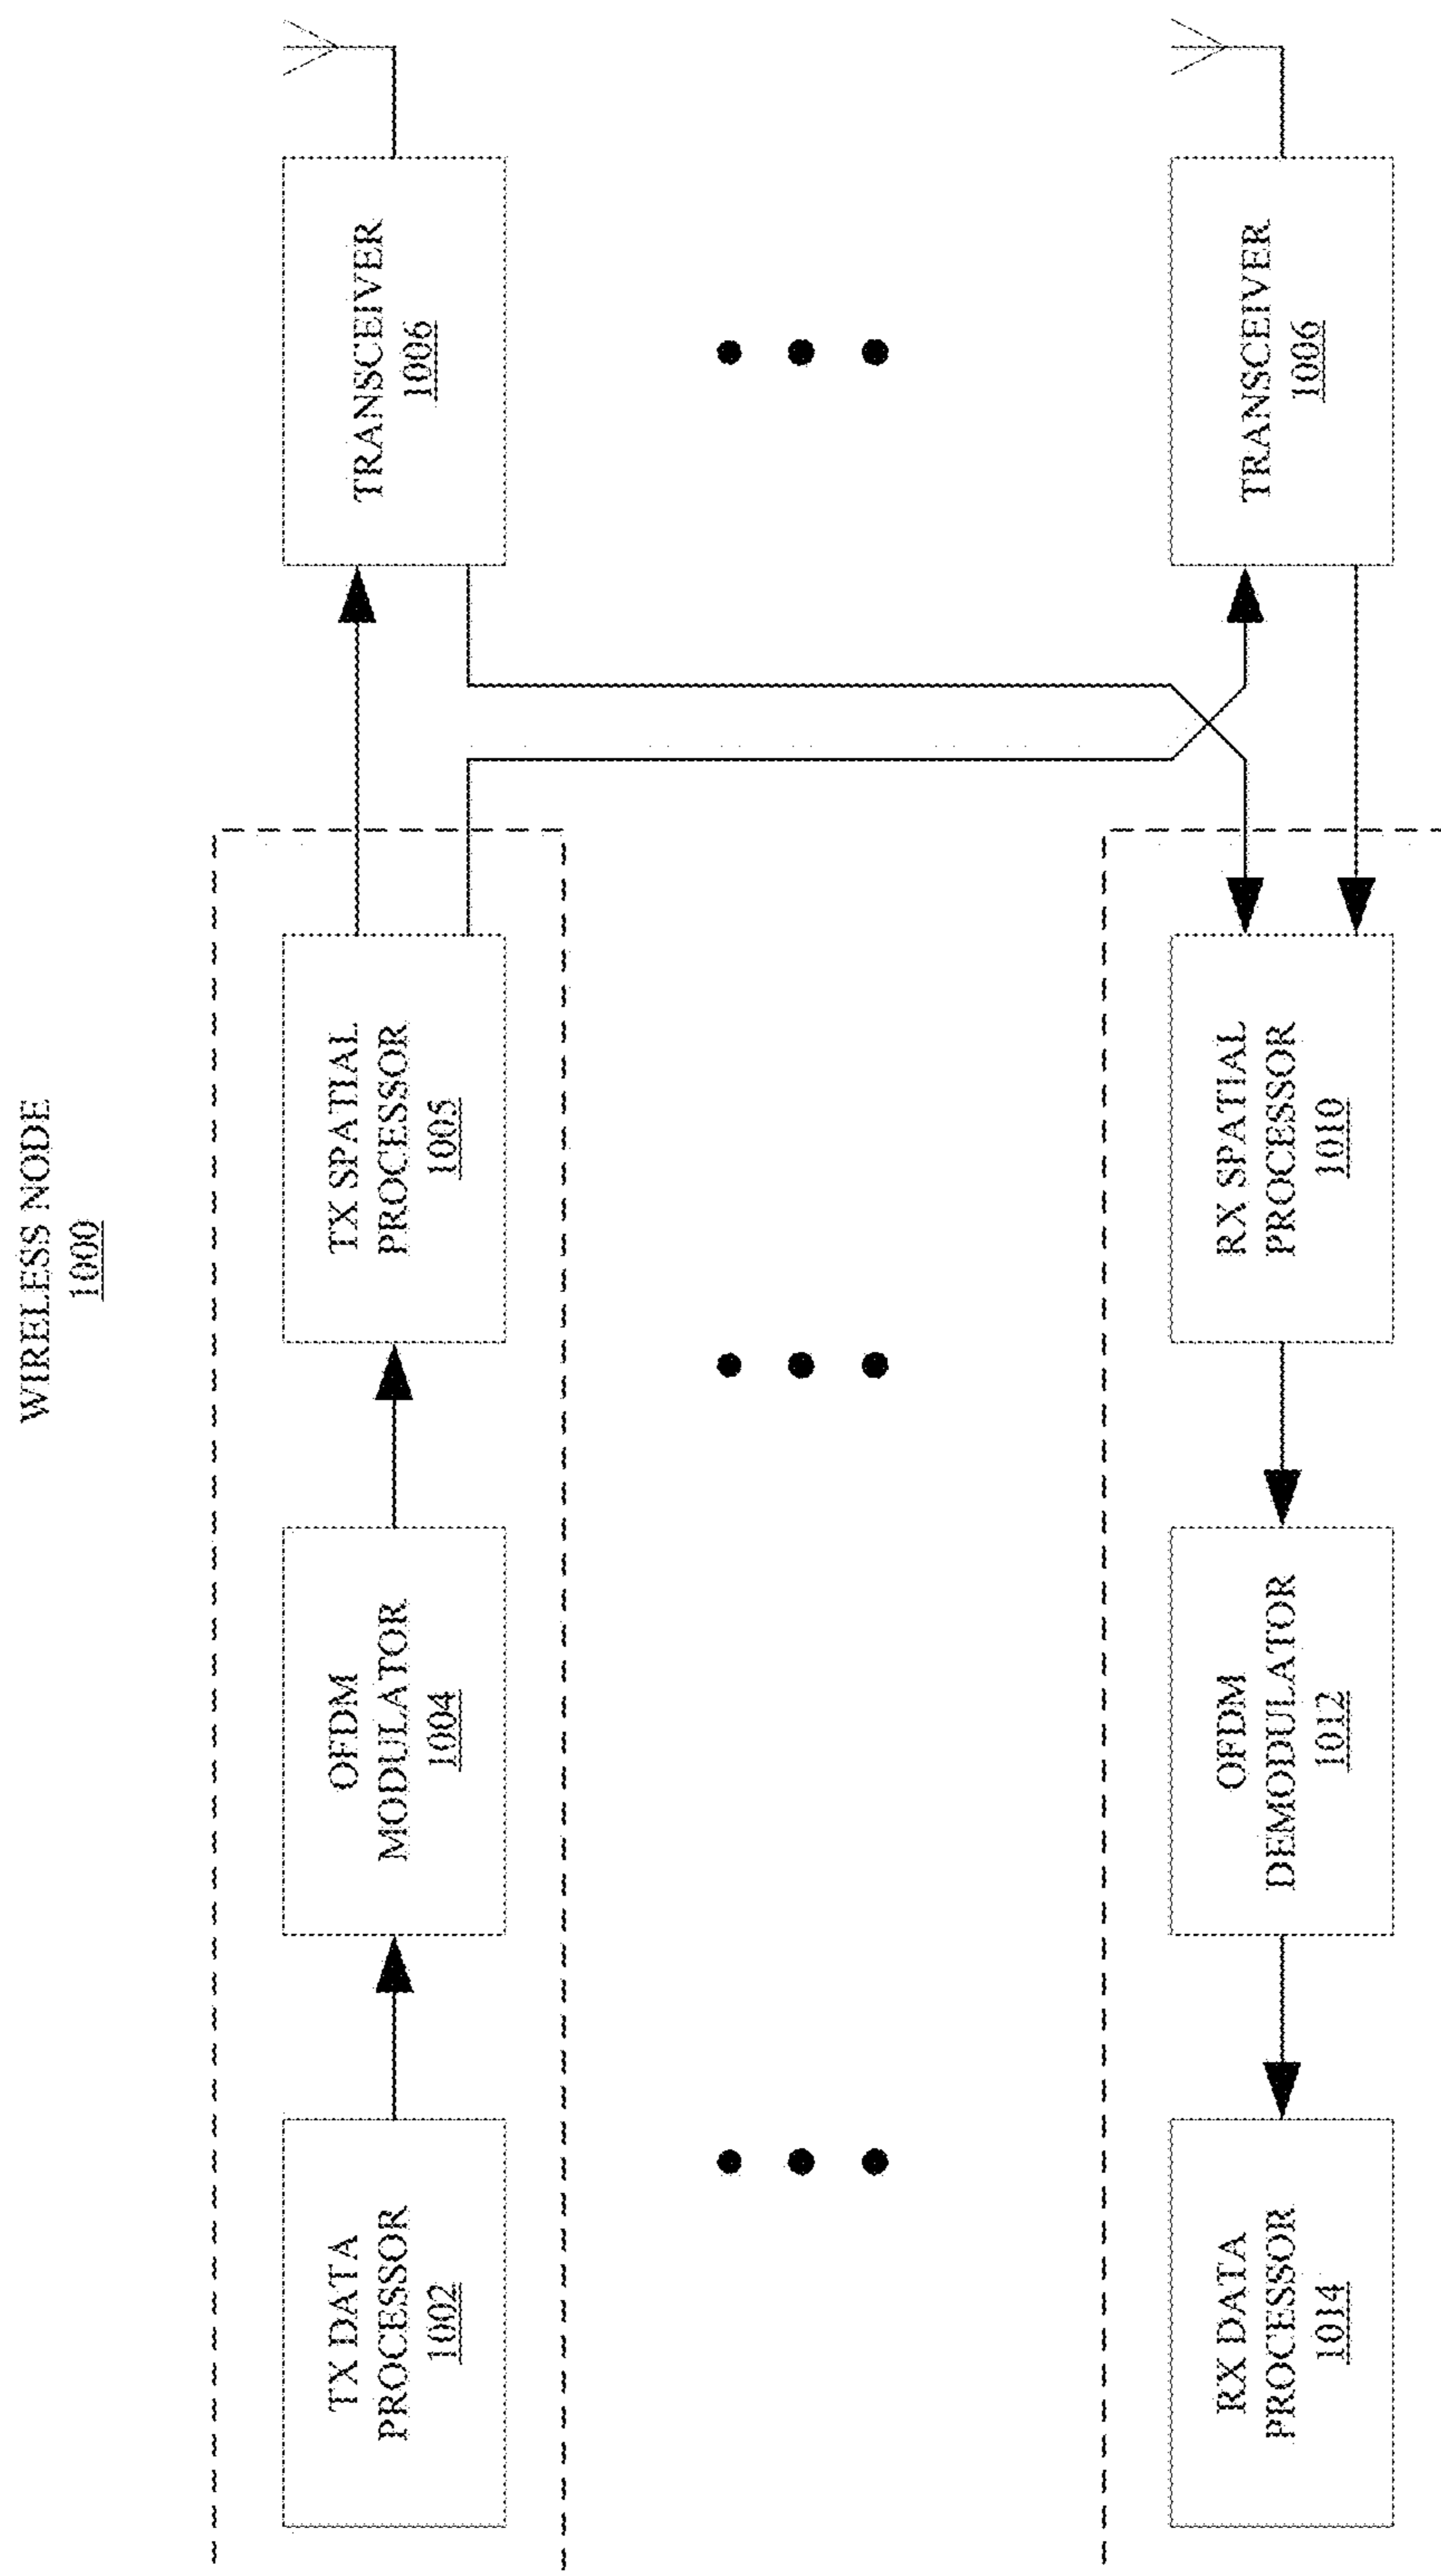 WIRELESS NODE
1000
TX DATA
PROCESSOR
1002
OFDM
MODULATOR
1004
TX SPATIAL
PROCESSOR
1005
TRANSCEIVER
1006
RX DATA
PROCESSOR
1014
OFDM
DEMODULATOR
1012
RX SPATIAL
PROCESSOR
1010
TRANSCEIVER
1006